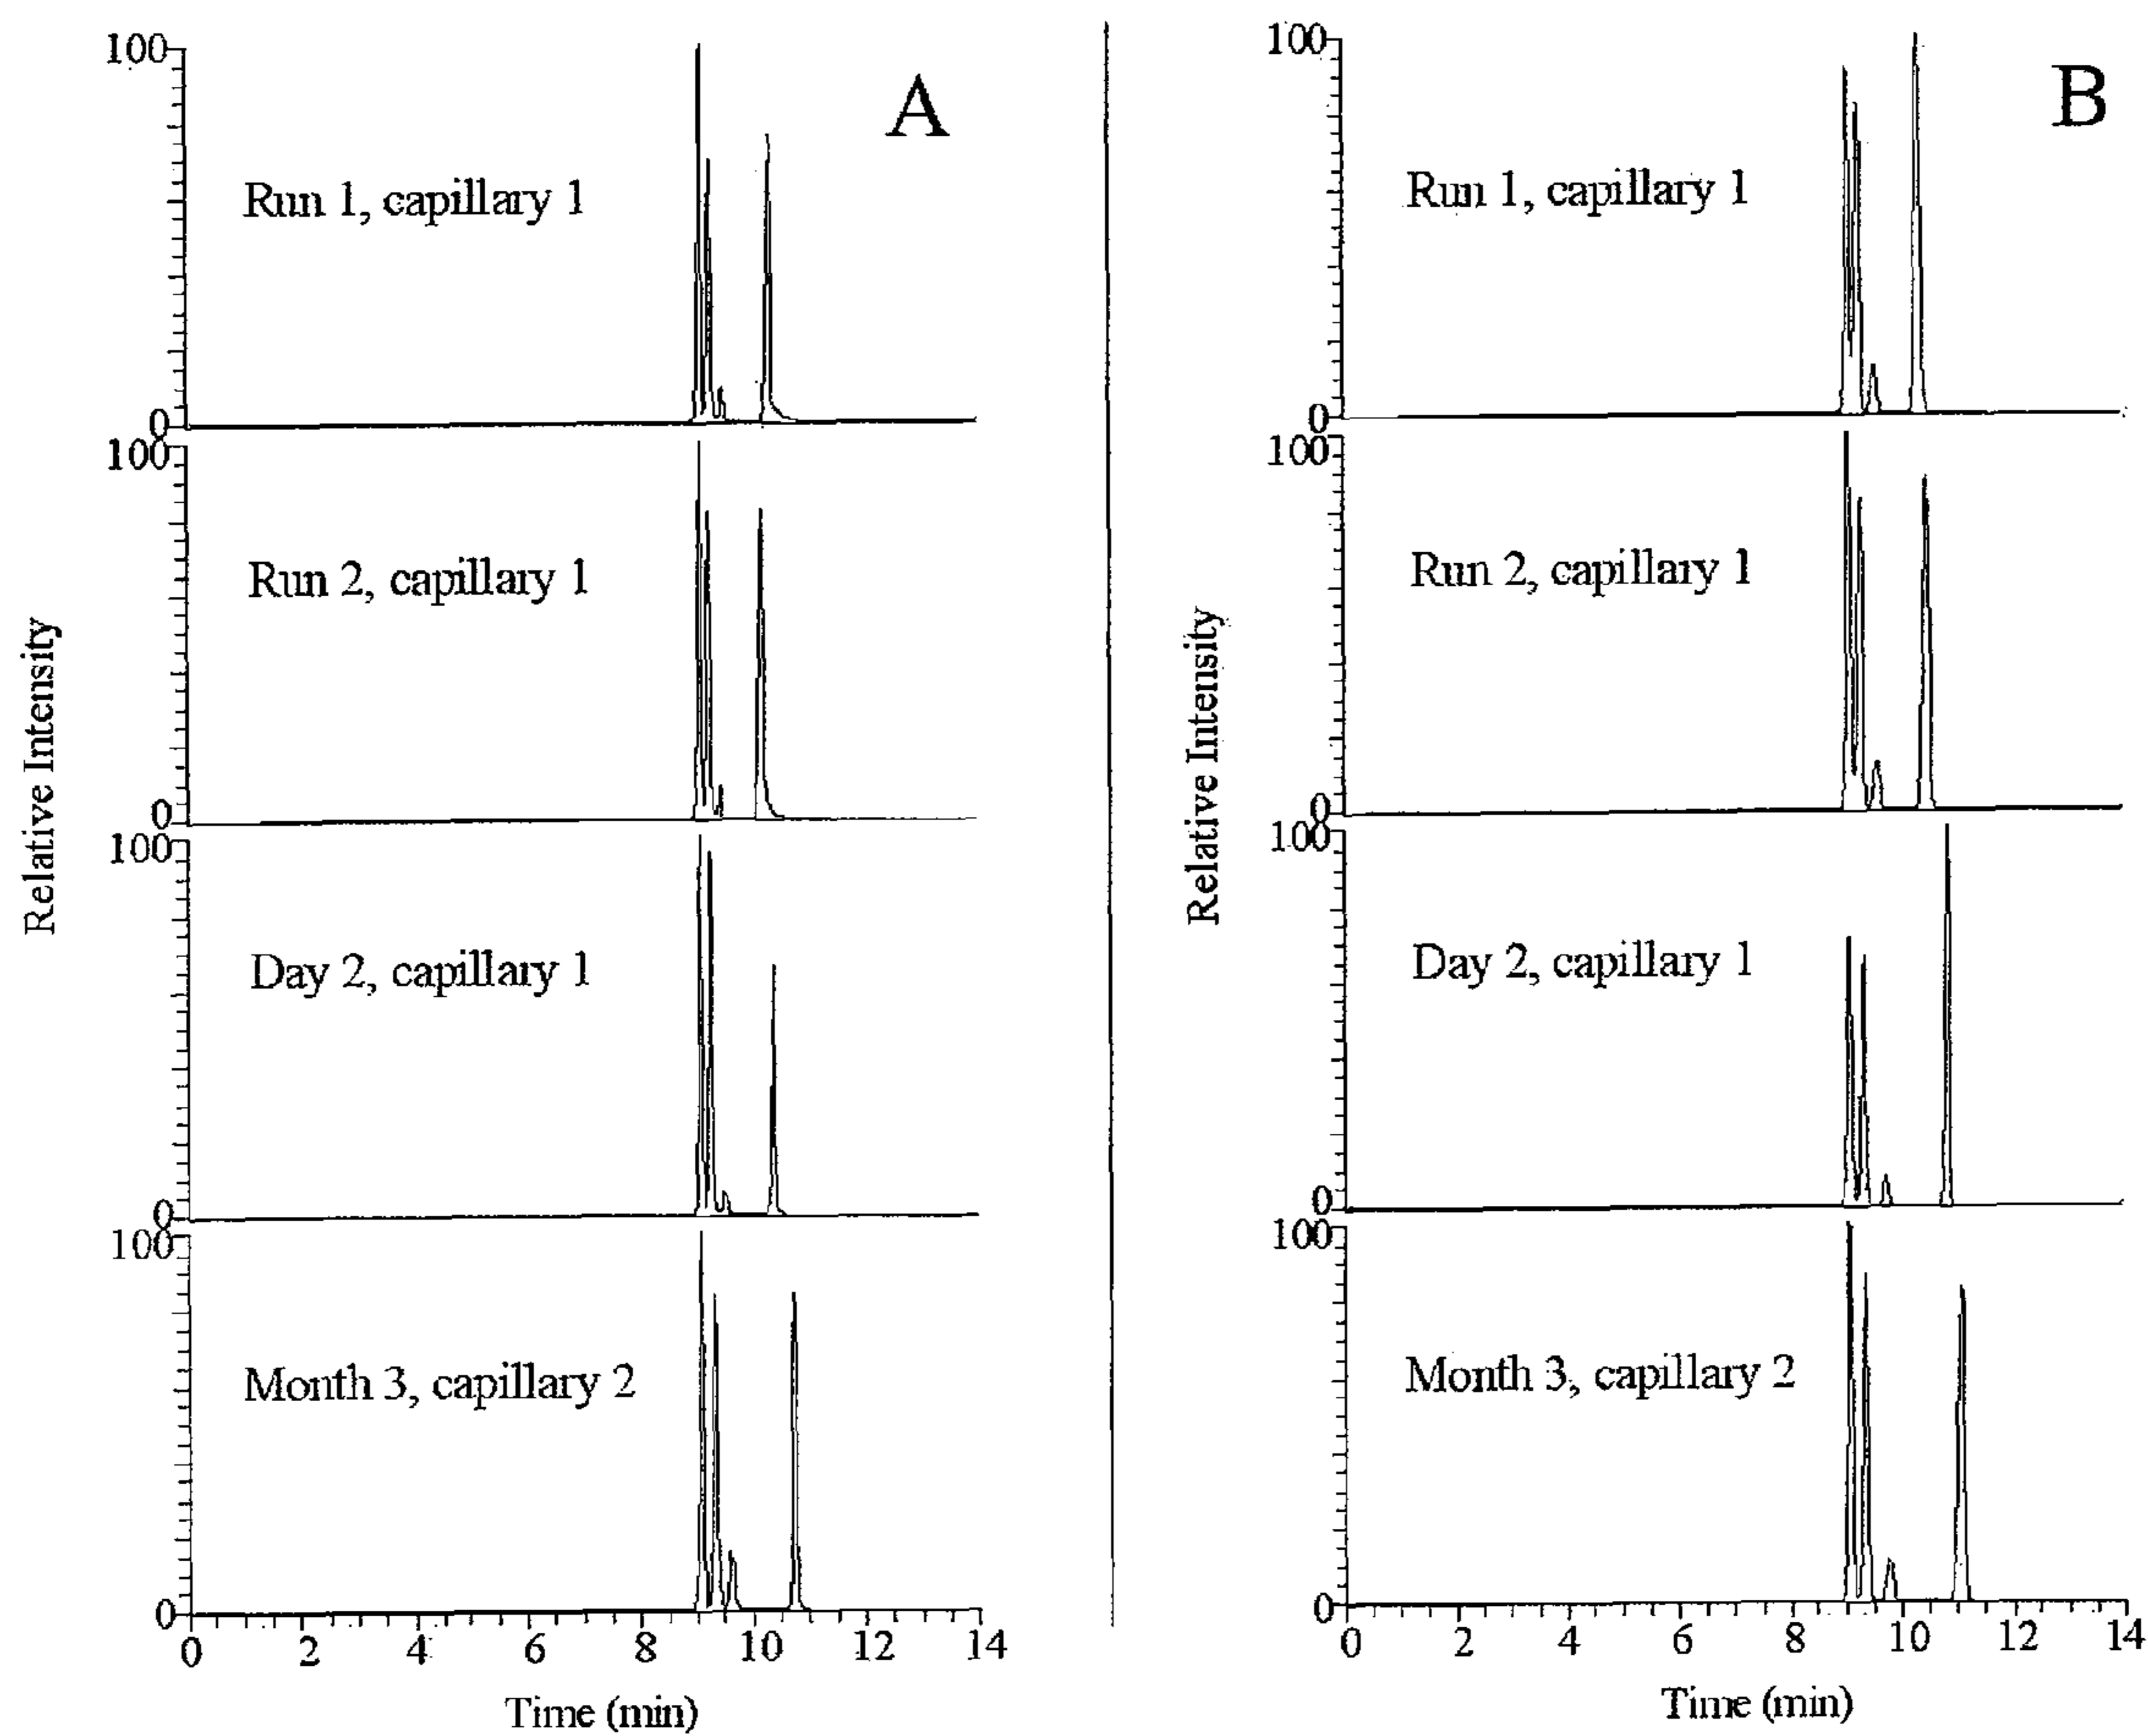 A
Relative Intensity
100
Run 1, capillary 1
0
100
Run 2, capillary 1
0
100
Day 2, capillary 1
0
100
Month 3, capillary 2
0
0 2 4 6 8 10 12 14
Time (min)
B
Relative Intensity
100
Run 1, capillary 1
0
100
Run 2, capillary 1
0
100
Day 2, capillary 1
0
100
Month 3, capillary 2
0
0 2 4 6 8 10 12 14
Time (min)